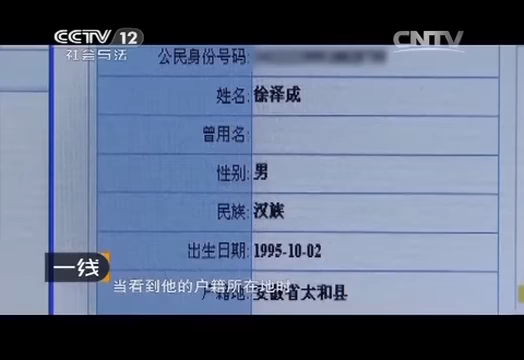 CCTV 12
社会与法
CNTV
公民身份号码:
姓名: 徐泽成
曾用名:
性别: 男
民族: 汉族
出生日期: 1995-10-02
一线
当看到他的户籍所在地时
户籍地: 安徽省太和县